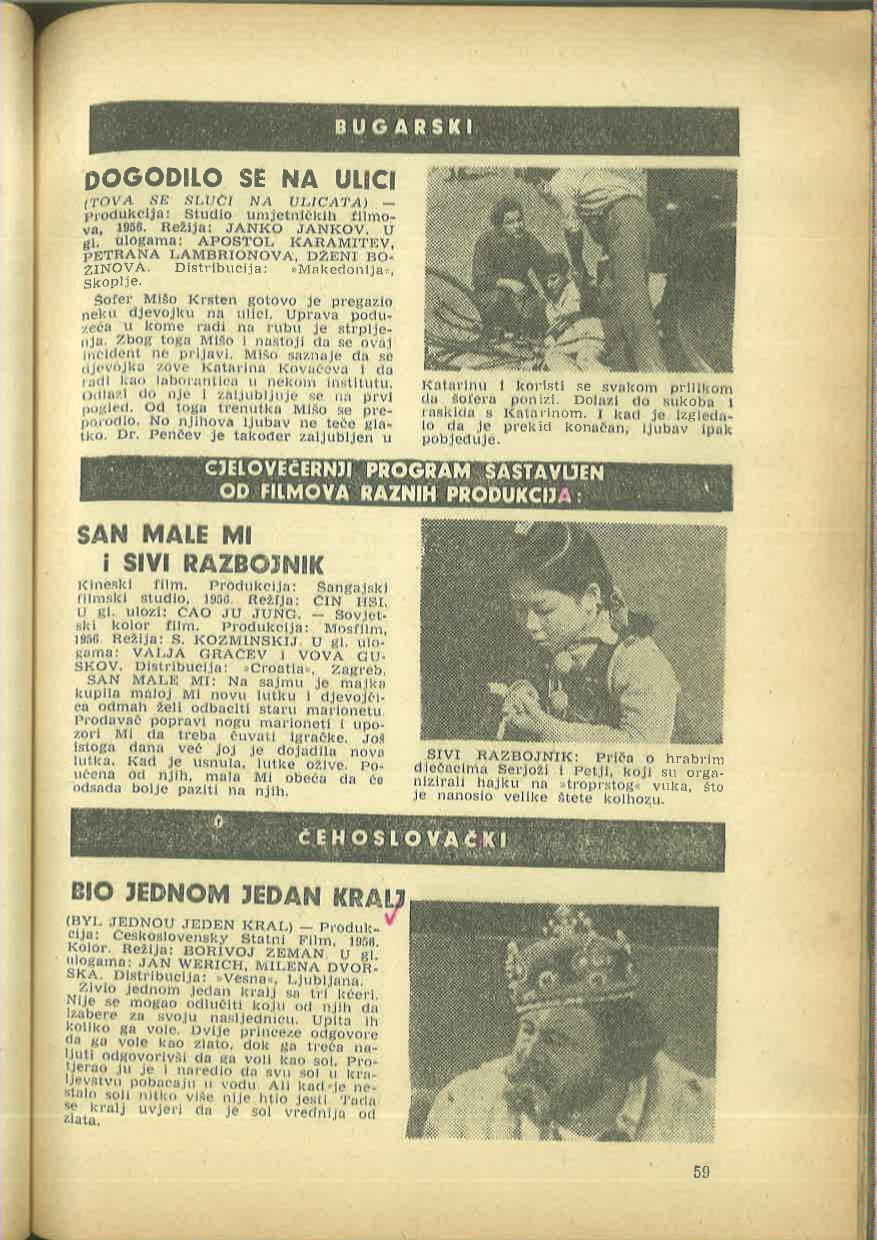 BUGARSKI
DOGODILO SE NA ULICI
(TOVA SE SLUČI NA ULICATA) —
Produkcija: Studio umjetničkih filmo-
va, 1956. Režija: JANKO JANKOV. U
gl. ulogama: APOSTOL KARAMITEV,
PETRANA LAMBRIONOVA, DŽENI BO-
ZINOVA. Distribucija: »Makedonija«,
Skoplje.
Šofer Mišo Krsten gotovo je pregazio
neku djevojku na ulici. Uprava podu-
zeća u kome radi na rubu je strplje-
nja. Zbog toga Mišo i nastoji da se ovaj
incident ne prijavi. Mišo saznaje da se
djevojka zove Katarina Kovačeva i da
radi kao laborantica u nekom institutu.
Odlazi do nje i zaljubljuje se na prvi
pogled. Od toga trenutka Mišo se pre-
porodio. No njihova ljubav ne teče gla-
tko. Dr. Penčev je također zaljubljen u
Katarinu i koristi se svakom prilikom
da šofera ponizi. Dolazi do sukoba i
raskida s Katarinom. I kad je izgleda-
lo da je prekid konačan, ljubav ipak
pobjeđuje.
CJELOVEČERNJI PROGRAM SASTAVLJEN
OD FILMOVA RAZNIH PRODUKCIJA:
SAN MALE MI
i SIVI RAZBOJNIK
Kineski film. Produkcija: Šangajski
filmski studio, 1956. Režija: ČIN HSI.
U gl. ulozi: CAO JU JUNG. — Sovjet-
ski kolor film. Produkcija: Mosfilm,
1956. Režija: S. KOZMINSKIJ. U gl. ulo-
gama: VALJA GRAČEV i VOVA GU-
SKOV. Distribucija: »Croatia«, Zagreb.
SAN MALE MI: Na sajmu je majka
kupila maloj Mi novu lutku i djevojči-
ca odmah želi odbaciti staru marionetu.
Prodavač popravi nogu marioneti i upo-
zori Mi da treba čuvati igračke. Još
istoga dana već joj je dojadila nova
lutka. Kad je usnula, lutke ožive. Po-
učena od njih, mala Mi obeća da će
odsada bolje paziti na njih.
SIVI RAZBOJNIK: Priča o hrabrim
dječacima Serjoži i Petji, koji su orga-
nizirali hajku na »troprstog« vuka, što
je nanosio velike štete kolhozu.
ČEHOSLOVAČKI
BIO JEDNOM JEDAN KRALJ
(BYL JEDNOU JEDEN KRAL) — Produk-
cija: Československy Statni Film, 1956.
Kolor. Režija: BORIVOJ ZEMAN. U gl.
ulogama: JAN WERICH, MILENA DVOR-
SKA. Distribucija: »Vesna«, Ljubljana.
Živio jednom jedan kralj sa tri kćeri.
Nije se mogao odlučiti koju od njih da
izabere za svoju nasljednicu. Upita ih
koliko ga vole. Dvije princeze odgovore
da ga vole kao zlato, dok ga treća na-
ljuti odgovorivši da ga voli kao sol. Pro-
tjerao ju je i naredio da svu sol u kra-
ljevstvu pobacaju u vodu. Ali kad je ne-
stalo soli nitko više nije htio jesti. Tada
se kralj uvjeri da je sol vrednija od
zlata.
59